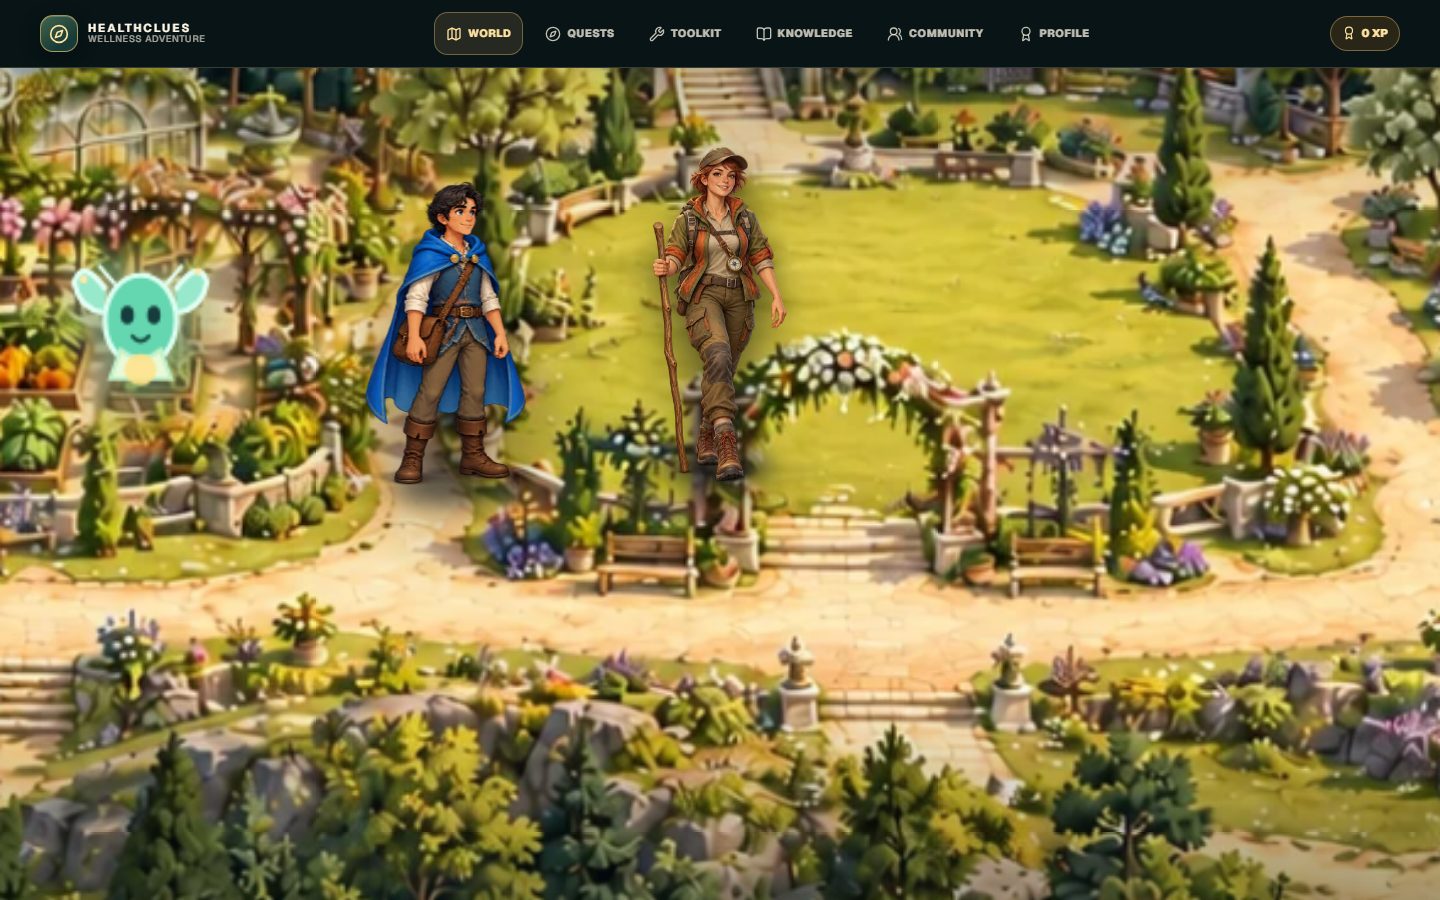 HEALTHCLUES
WELLNESS ADVENTURE
WORLD
QUESTS
TOOLKIT
KNOWLEDGE
COMMUNITY
PROFILE
0 XP